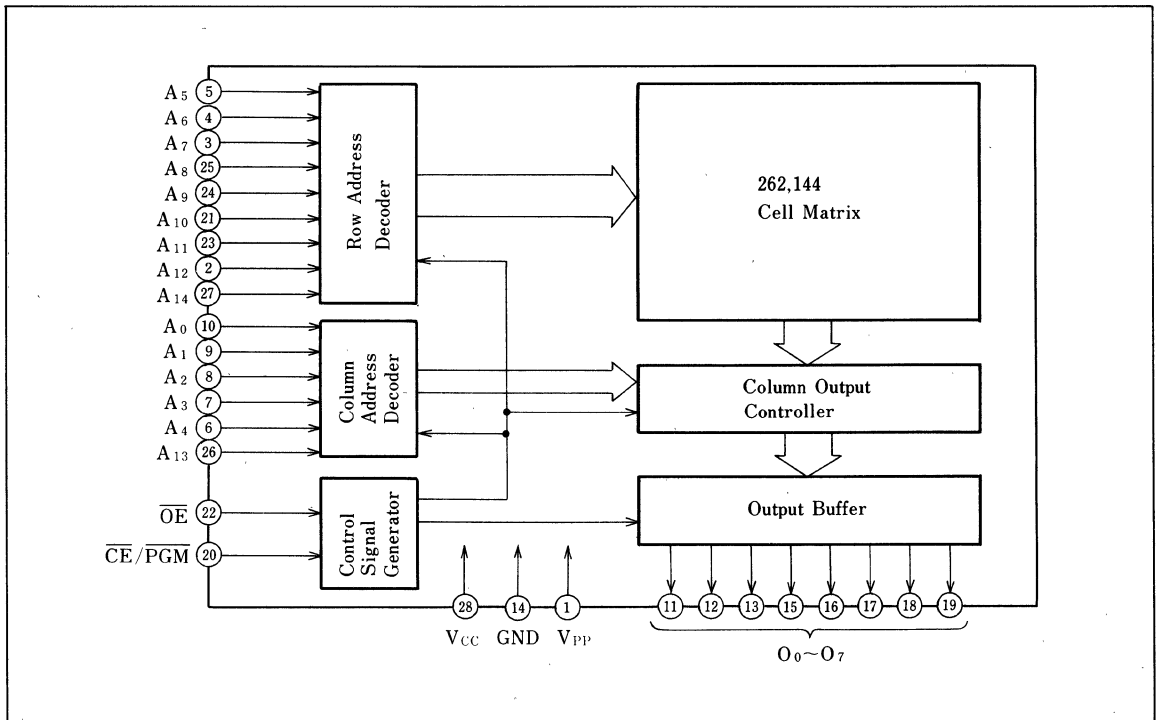 A5 5
A6 4
A7 3
A8 25
A9 24
A10 21
A11 23
A12 2
A14 27
Row Address
Decoder
262,144
Cell Matrix
A0 10
A1 9
A2 8
A3 7
A4 6
A13 26
Column
Address
Decoder
Column Output
Controller
OE 22
CE/PGM 20
Control
Signal
Generator
Output Buffer
28 14 1 11 12 13 15 16 17 18 19
VCC GND VPP
O0~O7